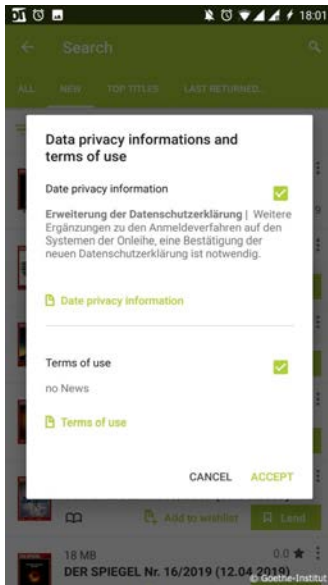 18:01
Search
ALL NEW TOP TITLES LAST RETURNED...
Data privacy informations and
terms of use
Date privacy information
Erweiterung der Datenschutzerklärung | Weitere
Ergänzungen zu den Anmeldeverfahren auf den
Systemen der Onleihe, eine Bestätigung der
neuen Datenschutzerklärung ist notwendig.
Date privacy information
Terms of use
no News
Terms of use
CANCEL ACCEPT
Add to wishlist Lend
18 MB 0.0
DER SPIEGEL Nr. 16/2019 (12.04 2019)
© Goethe-Institut